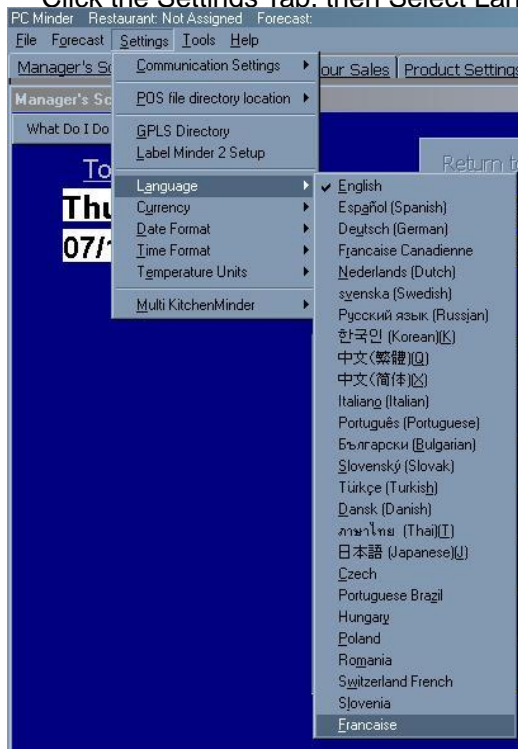 Click the Settings Tab, then Select Lan
PC Minder Restaurant: Not Assigned Forecast:
File Forecast Settings Tools Help
Manager's Sc our Sales Product Settings
Manager's Sc
What Do I Do
Return t
To
Thu
07/
Communication Settings
POS file directory location
GPLS Directory
Label Minder 2 Setup
Language
Currency
Date Format
Time Format
Temperature Units
Multi KitchenMinder
English
Español (Spanish)
Deutsch (German)
Francaise Canadienne
Nederlands (Dutch)
svenska (Swedish)
Русский язык (Russian)
한국인 (Korean)(K)
中文(繁體)(Q)
中文(简体)(X)
Italiano (Italian)
Português (Portuguese)
Български (Bulgarian)
Slovenský (Slovak)
Türkçe (Turkish)
Dansk (Danish)
ภาษาไทย (Thai)(T)
日本語 (Japanese)(J)
Czech
Portuguese Brazil
Hungary
Poland
Romania
Switzerland French
Slovenia
Francaise